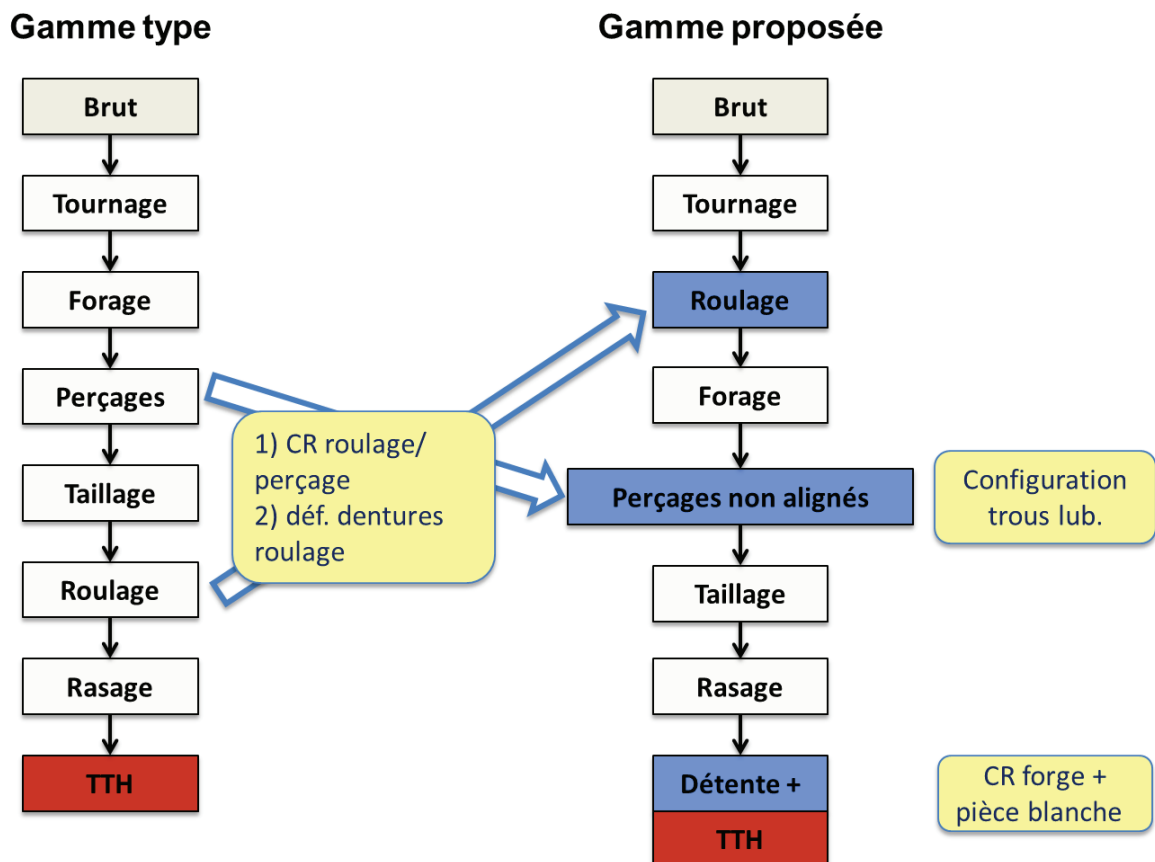 Gamme type
Gamme proposée
Brut
Tournage
Forage
Perçages
Taillage
Roulage
Rasage
TTH
1) CR roulage/
perçage
2) déf. dentures
roulage
Brut
Tournage
Roulage
Forage
Perçages non alignés
Taillage
Rasage
Détente +
TTH
Configuration
trous lub.
CR forge +
pièce blanche